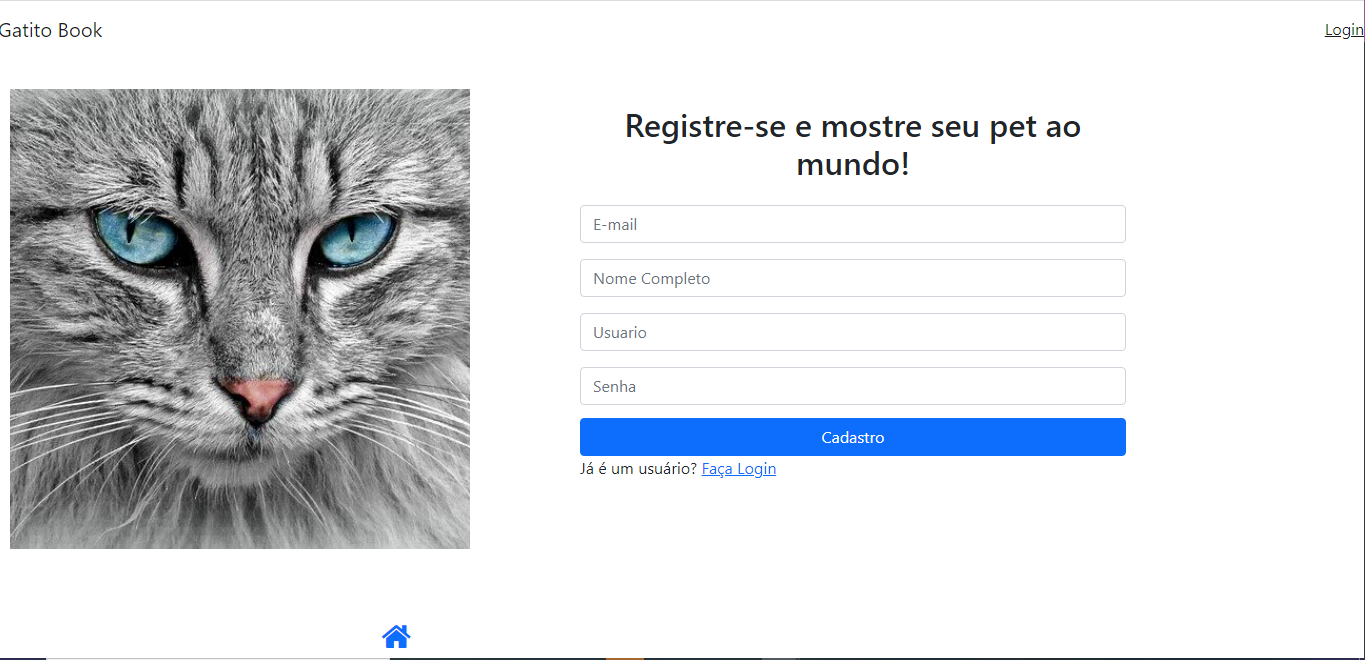 Gatito Book
Login
Registre-se e mostre seu pet ao
mundo!
E-mail
Nome Completo
Usuario
Senha
Cadastro
Já é um usuário? Faça Login